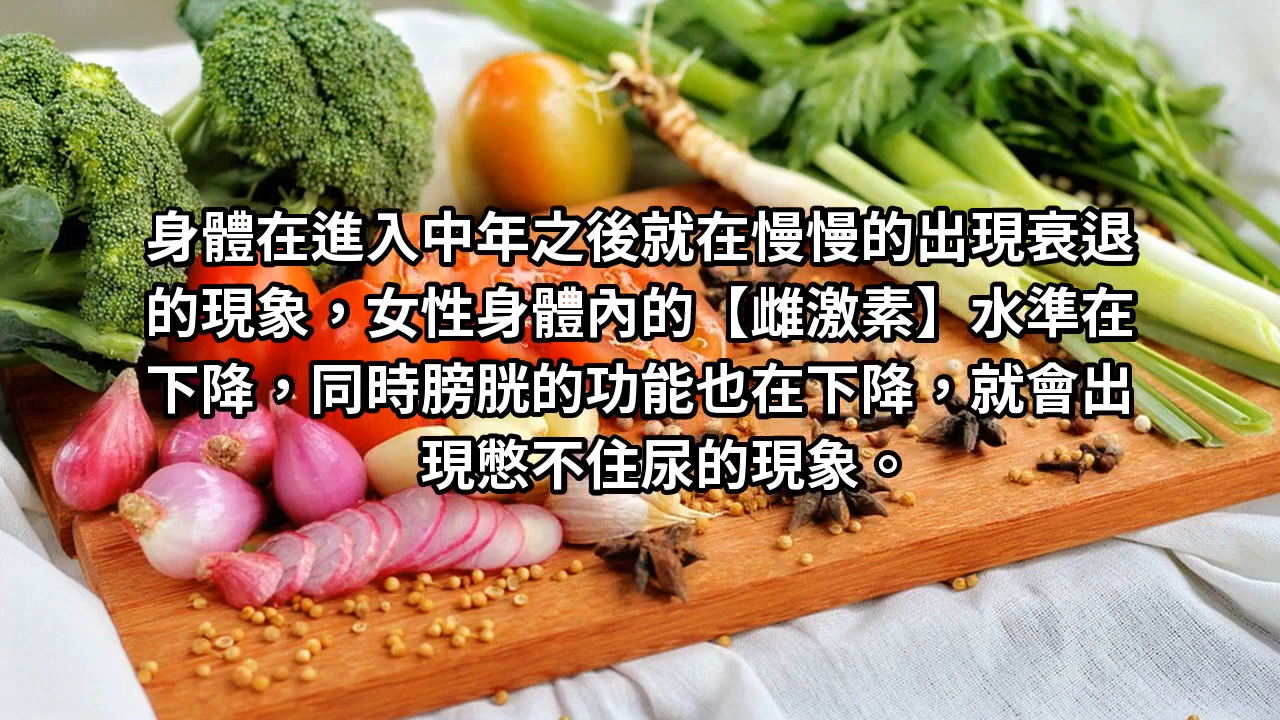 身體在進入中年之後就在慢慢的出現衰退
的現象，女性身體內的【雌激素】水準在
下降，同時膀胱的功能也在下降，就會出
現憋不住尿的現象。